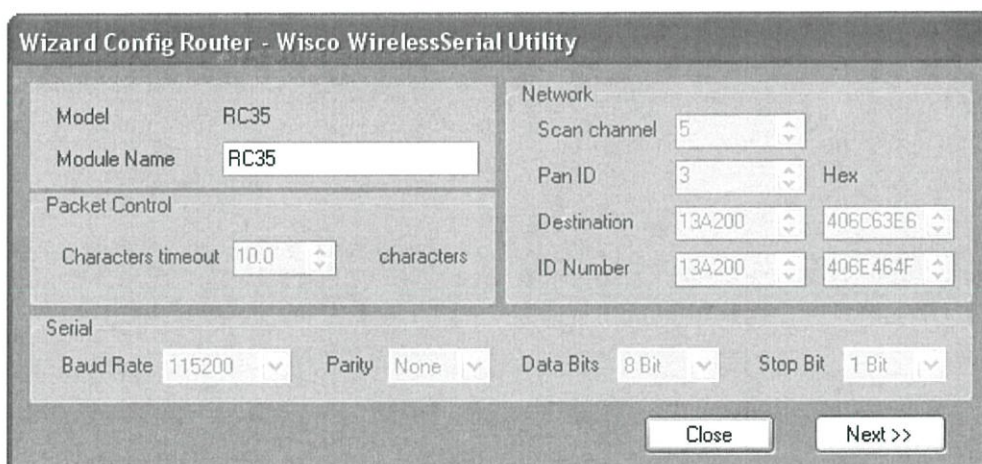 Wizard Config Router - Wisco WirelessSerial Utility
Model RC35
Module Name RC35
Packet Control
Characters timeout 10.0 characters
Network
Scan channel 5
Pan ID 3 Hex
Destination 13A200 406C63E6
ID Number 13A200 406E464F
Serial
Baud Rate 115200 Parity None Data Bits 8 Bit Stop Bit 1 Bit
Close Next >>